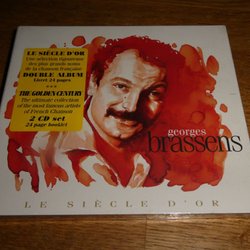 LE SIÈCLE D'OR
Une sélection rigoureuse
des plus grands noms
de la Chanson française
DOUBLE ALBUM
Livret 24 pages
***
THE GOLDEN CENTURY
The ultimate collection
of the most famous artists
of French Chanson
2 CD set
24 page booklet
georges
brassens
LE SIÈCLE D'OR